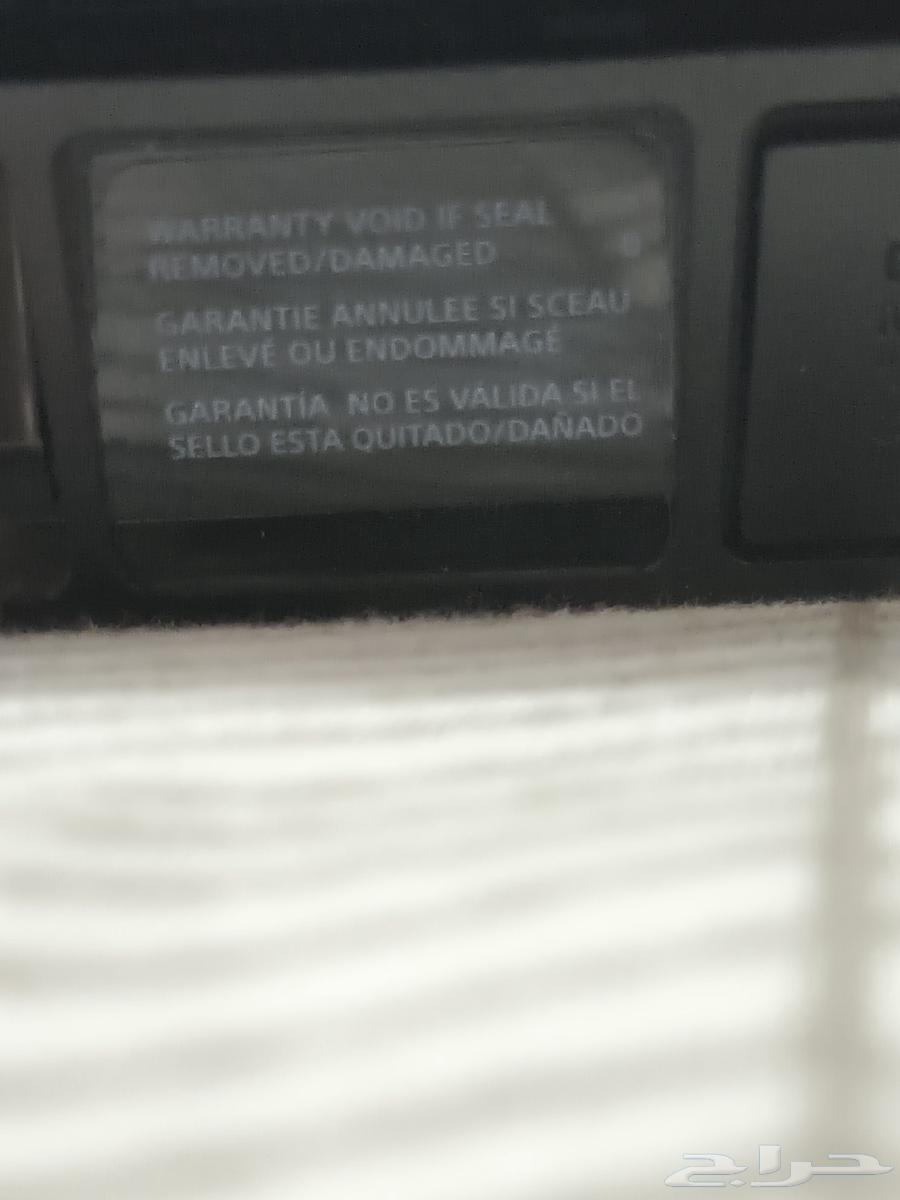 WARRANTY VOID IF SEAL
REMOVED/DAMAGED
GARANTIE ANNULEE SI SCEAU
ENLEVÉ OU ENDOMMAGÉ
GARANTÍA NO ES VÁLIDA SI EL
SELLO ESTA QUITADO/DAÑADO
حراج